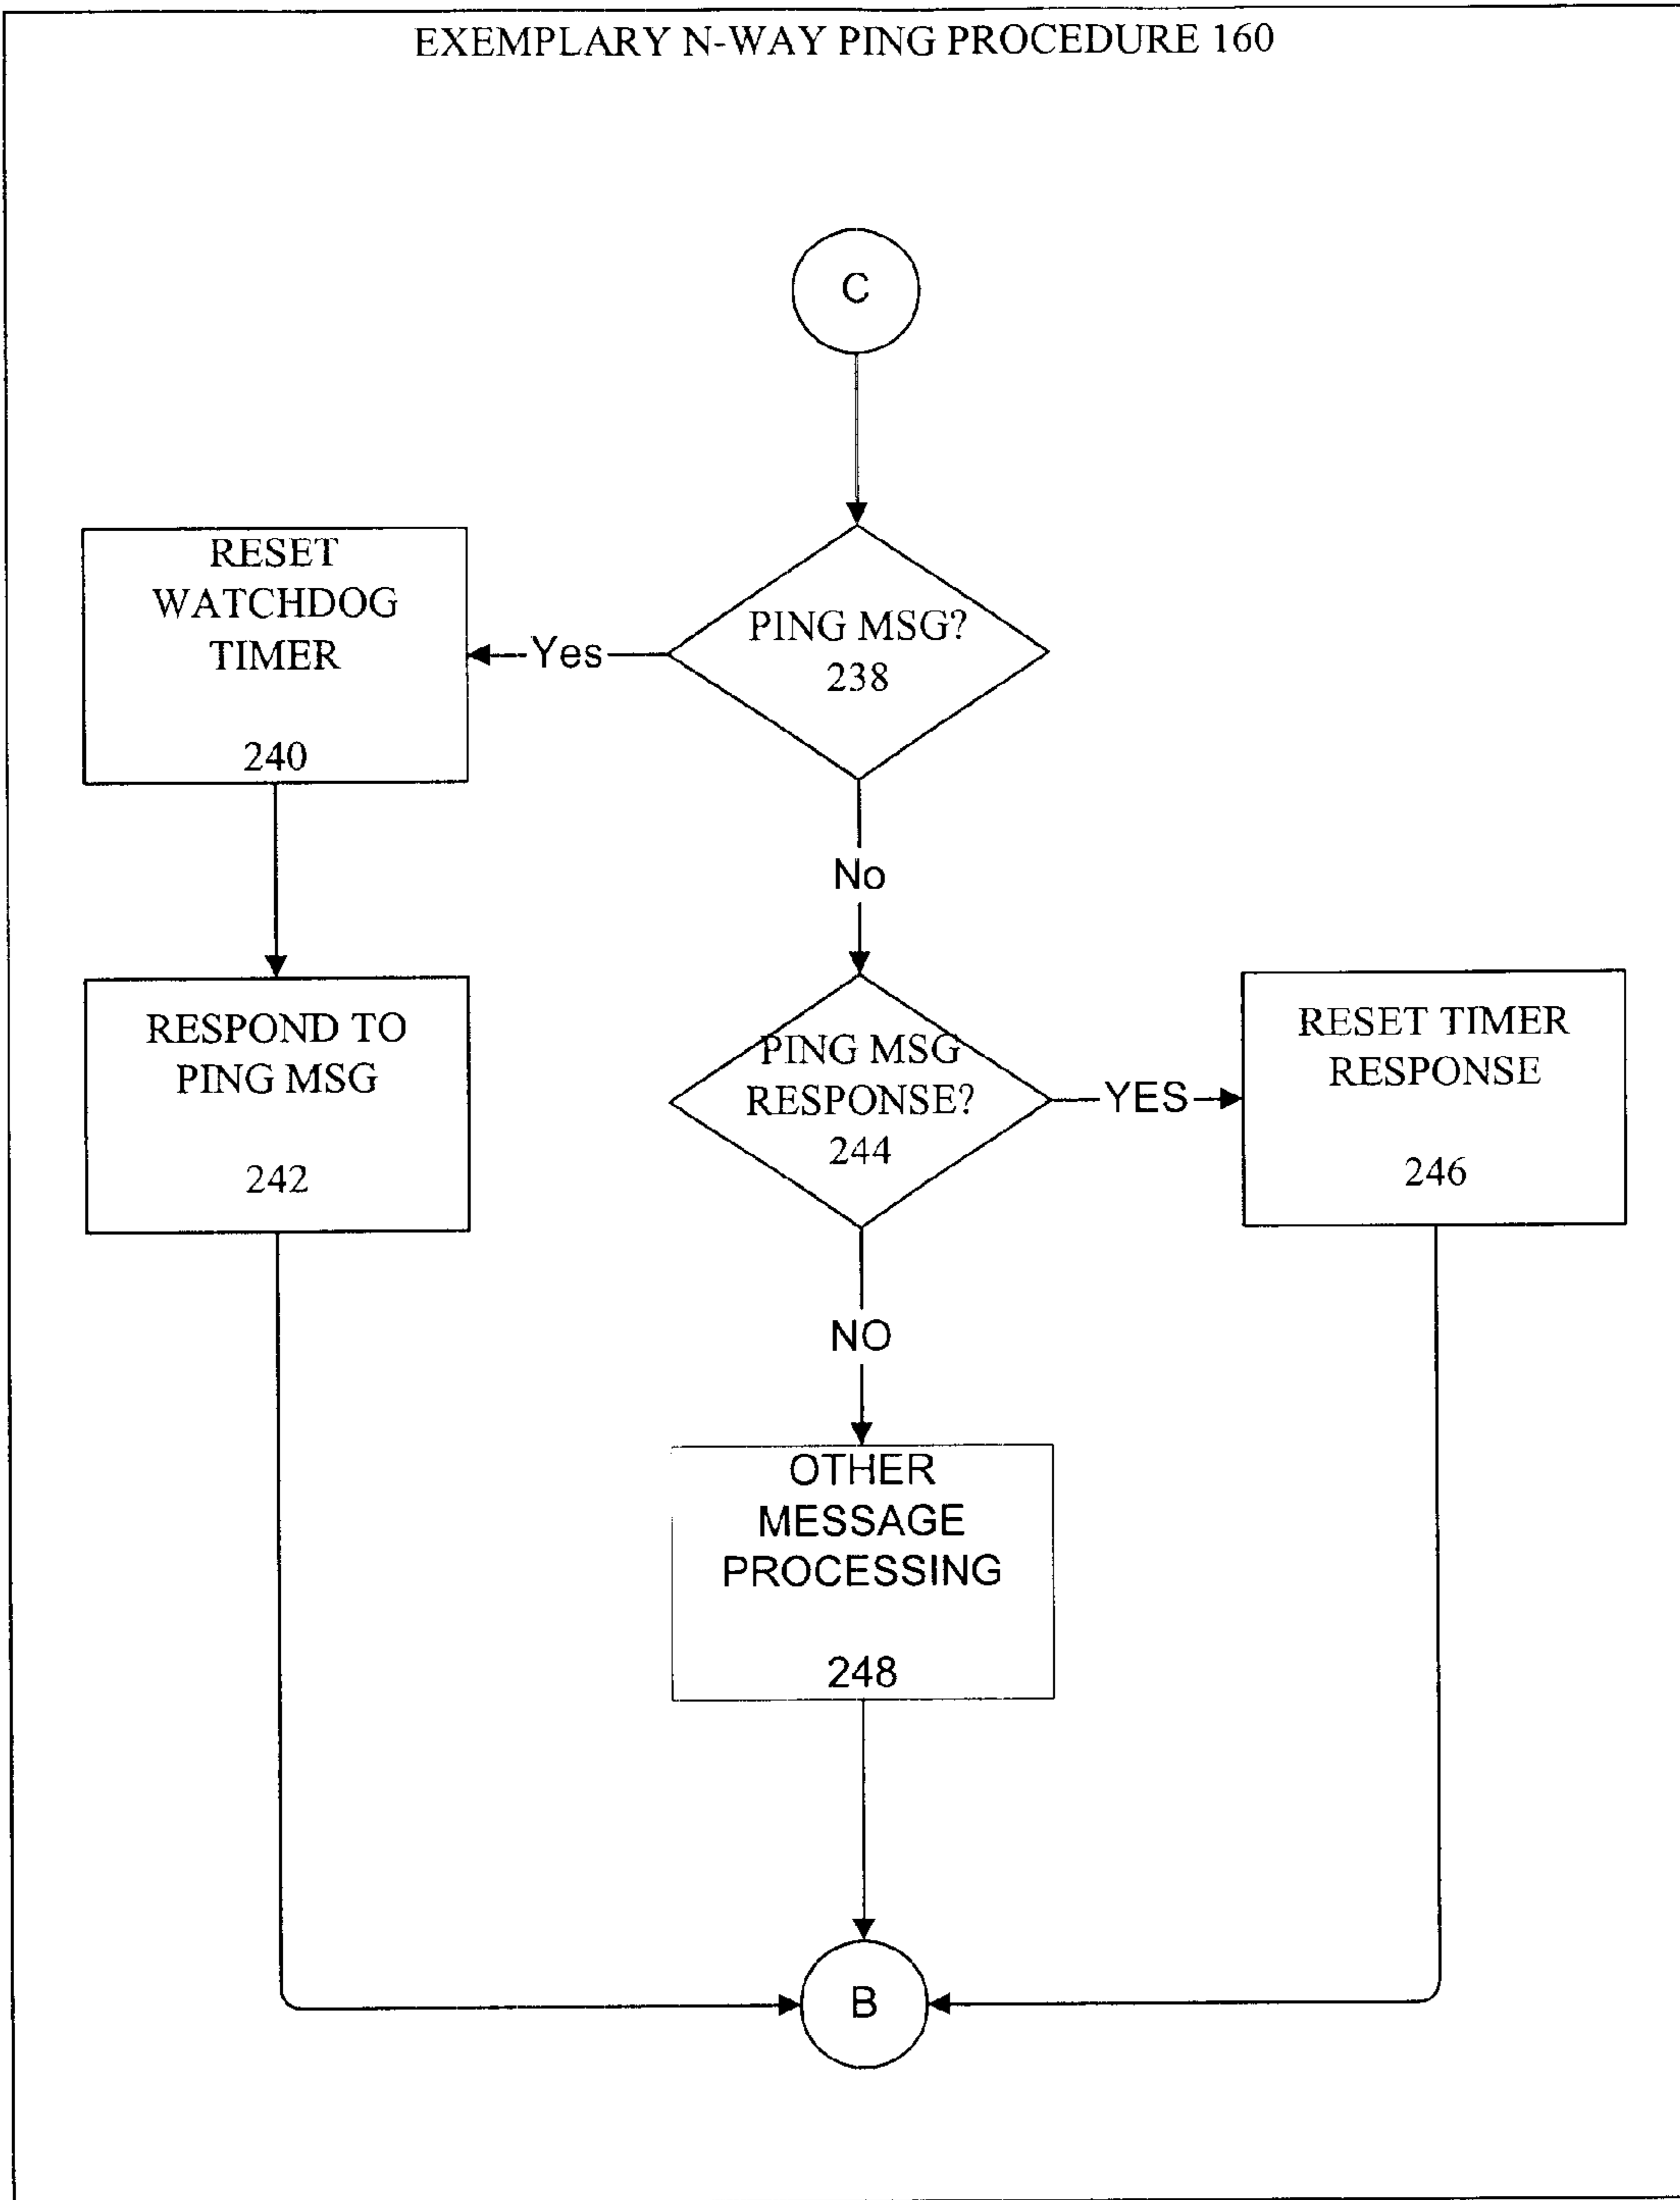 EXEMPLARY N-WAY PING PROCEDURE 160
C
RESET
WATCHDOG
TIMER
240
Yes
PING MSG?
238
No
RESPOND TO
PING MSG
242
PING MSG
RESPONSE?
244
YES
RESET TIMER
RESPONSE
246
NO
OTHER
MESSAGE
PROCESSING
248
B